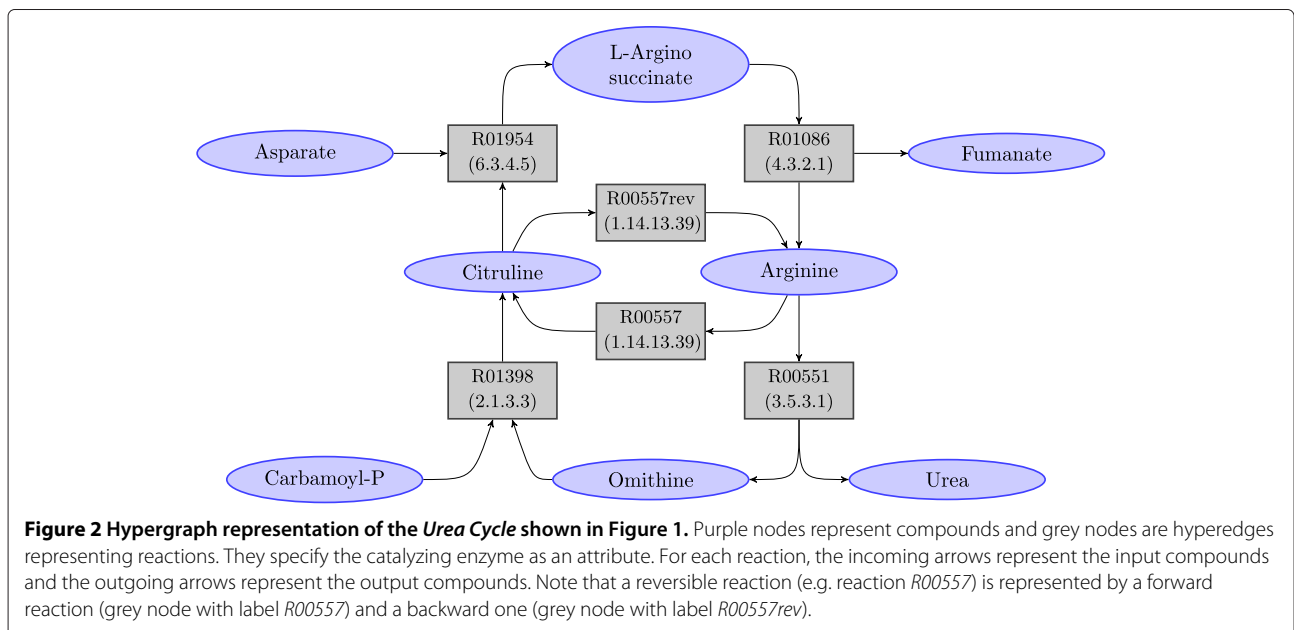 L-Argino
succinate
R01954
(6.3.4.5)
R01086
(4.3.2.1)
Asparate
Fumanate
R00557rev
(1.14.13.39)
Citruline
Arginine
R00557
(1.14.13.39)
R01398
(2.1.3.3)
R00551
(3.5.3.1)
Carbamoyl-P
Omithine
Urea
Figure 2 Hypergraph representation of the Urea Cycle shown in Figure 1. Purple nodes represent compounds and grey nodes are hyperedges
representing reactions. They specify the catalyzing enzyme as an attribute. For each reaction, the incoming arrows represent the input compounds
and the outgoing arrows represent the output compounds. Note that a reversible reaction (e.g. reaction R00557) is represented by a forward
reaction (grey node with label R00557) and a backward one (grey node with label R00557rev).